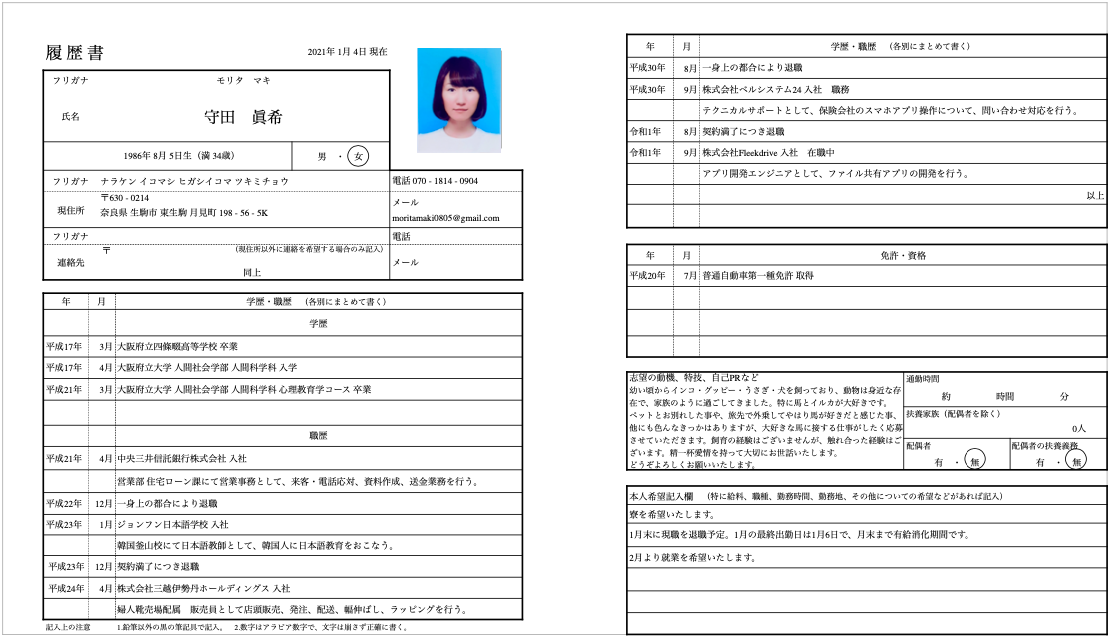 履 歴 書
2021年 1月 4日 現在
フリガナ モリタ マキ
氏名 守田 眞希
1986年 8月 5日生（満 34歳） 男 ・ 女
フリガナ ナラケン イコマシ ヒガシイコマ ツキミチョウ 電話 070 - 1814 - 0904
〒630 - 0214 メール
現住所 奈良県 生駒市 東生駒 月見町 198 - 56 - 5K moritamaki0805@gmail.com
フリガナ 電話
〒 （現住所以外に連絡を希望する場合のみ記入）
連絡先 同上 メール
年 月 学歴・職歴 （各別にまとめて書く）
学歴
平成17年 3月 大阪府立四條畷高等学校 卒業
平成17年 4月 大阪府立大学 人間社会学部 人間科学科 入学
平成21年 3月 大阪府立大学 人間社会学部 人間科学科 心理教育学コース 卒業
職歴
平成21年 4月 中央三井信託銀行株式会社 入社
営業部 住宅ローン課にて営業事務として、来客・電話応対、資料作成、送金業務を行う。
平成22年 12月 一身上の都合により退職
平成23年 1月 ジョンフン日本語学校 入社
韓国釜山校にて日本語教師として、韓国人に日本語教育をおこなう。
平成23年 12月 契約満了につき退職
平成24年 4月 株式会社三越伊勢丹ホールディングス 入社
婦人靴売場配属 販売員として店頭販売、発注、配送、幅伸ばし、ラッピングを行う。
記入上の注意 1.鉛筆以外の黒の筆記具で記入。 2.数字はアラビア数字で、文字は崩さず正確に書く。
年 月 学歴・職歴 （各別にまとめて書く）
平成30年 8月 一身上の都合により退職
平成30年 9月 株式会社ベルシステム24 入社 職務
テクニカルサポートとして、保険会社のスマホアプリ操作について、問い合わせ対応を行う。
令和1年 8月 契約満了につき退職
令和1年 9月 株式会社Fleekdrive 入社 在職中
アプリ開発エンジニアとして、ファイル共有アプリの開発を行う。
以上
年 月 免許・資格
平成20年 7月 普通自動車第一種免許 取得
志望の動機、特技、自己PRなど
幼い頃からインコ・グッピー・うさぎ・犬を飼っており、動物は身近な存
在で、家族のように過ごしてきました。特に馬とイルカが大好きです。
ペットとお別れした事や、旅先で外乗してやはり馬が好きだと感じた事、
他にも色んなきっかはありますが、大好きな馬に接する仕事がしたく応募
させていただきます。飼育の経験はございませんが、触れ合った経験はご
ざいます。精一杯愛情を持って大切にお世話いたします。
どうぞよろしくお願いいたします。
通勤時間
約 時間 分
扶養家族（配偶者を除く）
0人
配偶者
有 ・ 無
配偶者の扶養義務
有 ・ 無
本人希望記入欄 （特に給料、職種、勤務時間、勤務地、その他についての希望などがあれば記入）
寮を希望いたします。
1月末に現職を退職予定。1月の最終出勤日は1月6日で、月末まで有給消化期間です。
2月より就業を希望いたします。